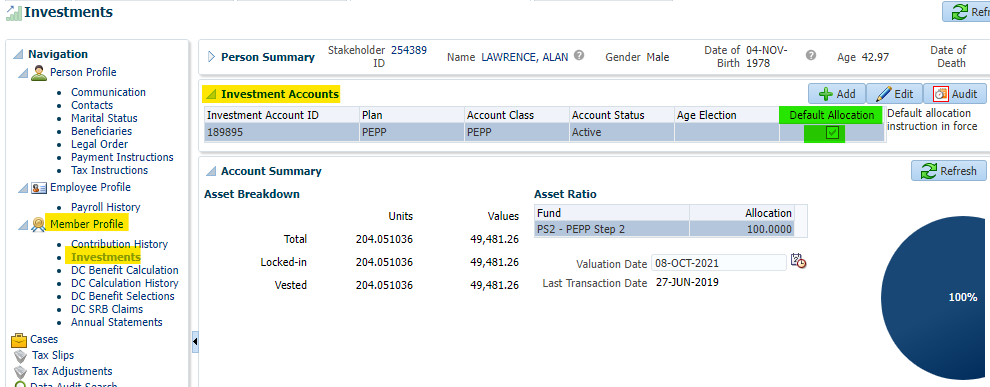 Investments
Refr
Navigation
Person Profile
Communication
Contacts
Marital Status
Beneficiaries
Legal Order
Payment Instructions
Tax Instructions
Employee Profile
Payroll History
Member Profile
Contribution History
Investments
DC Benefit Calculation
DC Calculation History
DC Benefit Selections
DC SRB Claims
Annual Statements
Cases
Tax Slips
Tax Adjustments
Data Audit Search
Person Summary Stakeholder ID 254389 Name LAWRENCE, ALAN Gender Male Date of Birth 04-NOV-1978 Age 42.97 Date of Death
Investment Accounts
Add Edit Audit
Investment Account ID Plan Account Class Account Status Age Election Default Allocation
189895 PEPP PEPP Active
Default allocation
instruction in force
Account Summary
Refresh
Asset Breakdown
Units Values
Total 204.051036 49,481.26
Locked-in 204.051036 49,481.26
Vested 204.051036 49,481.26
Asset Ratio
Fund Allocation
PS2 - PEPP Step 2 100.0000
Valuation Date 08-OCT-2021
Last Transaction Date 27-JUN-2019
100%